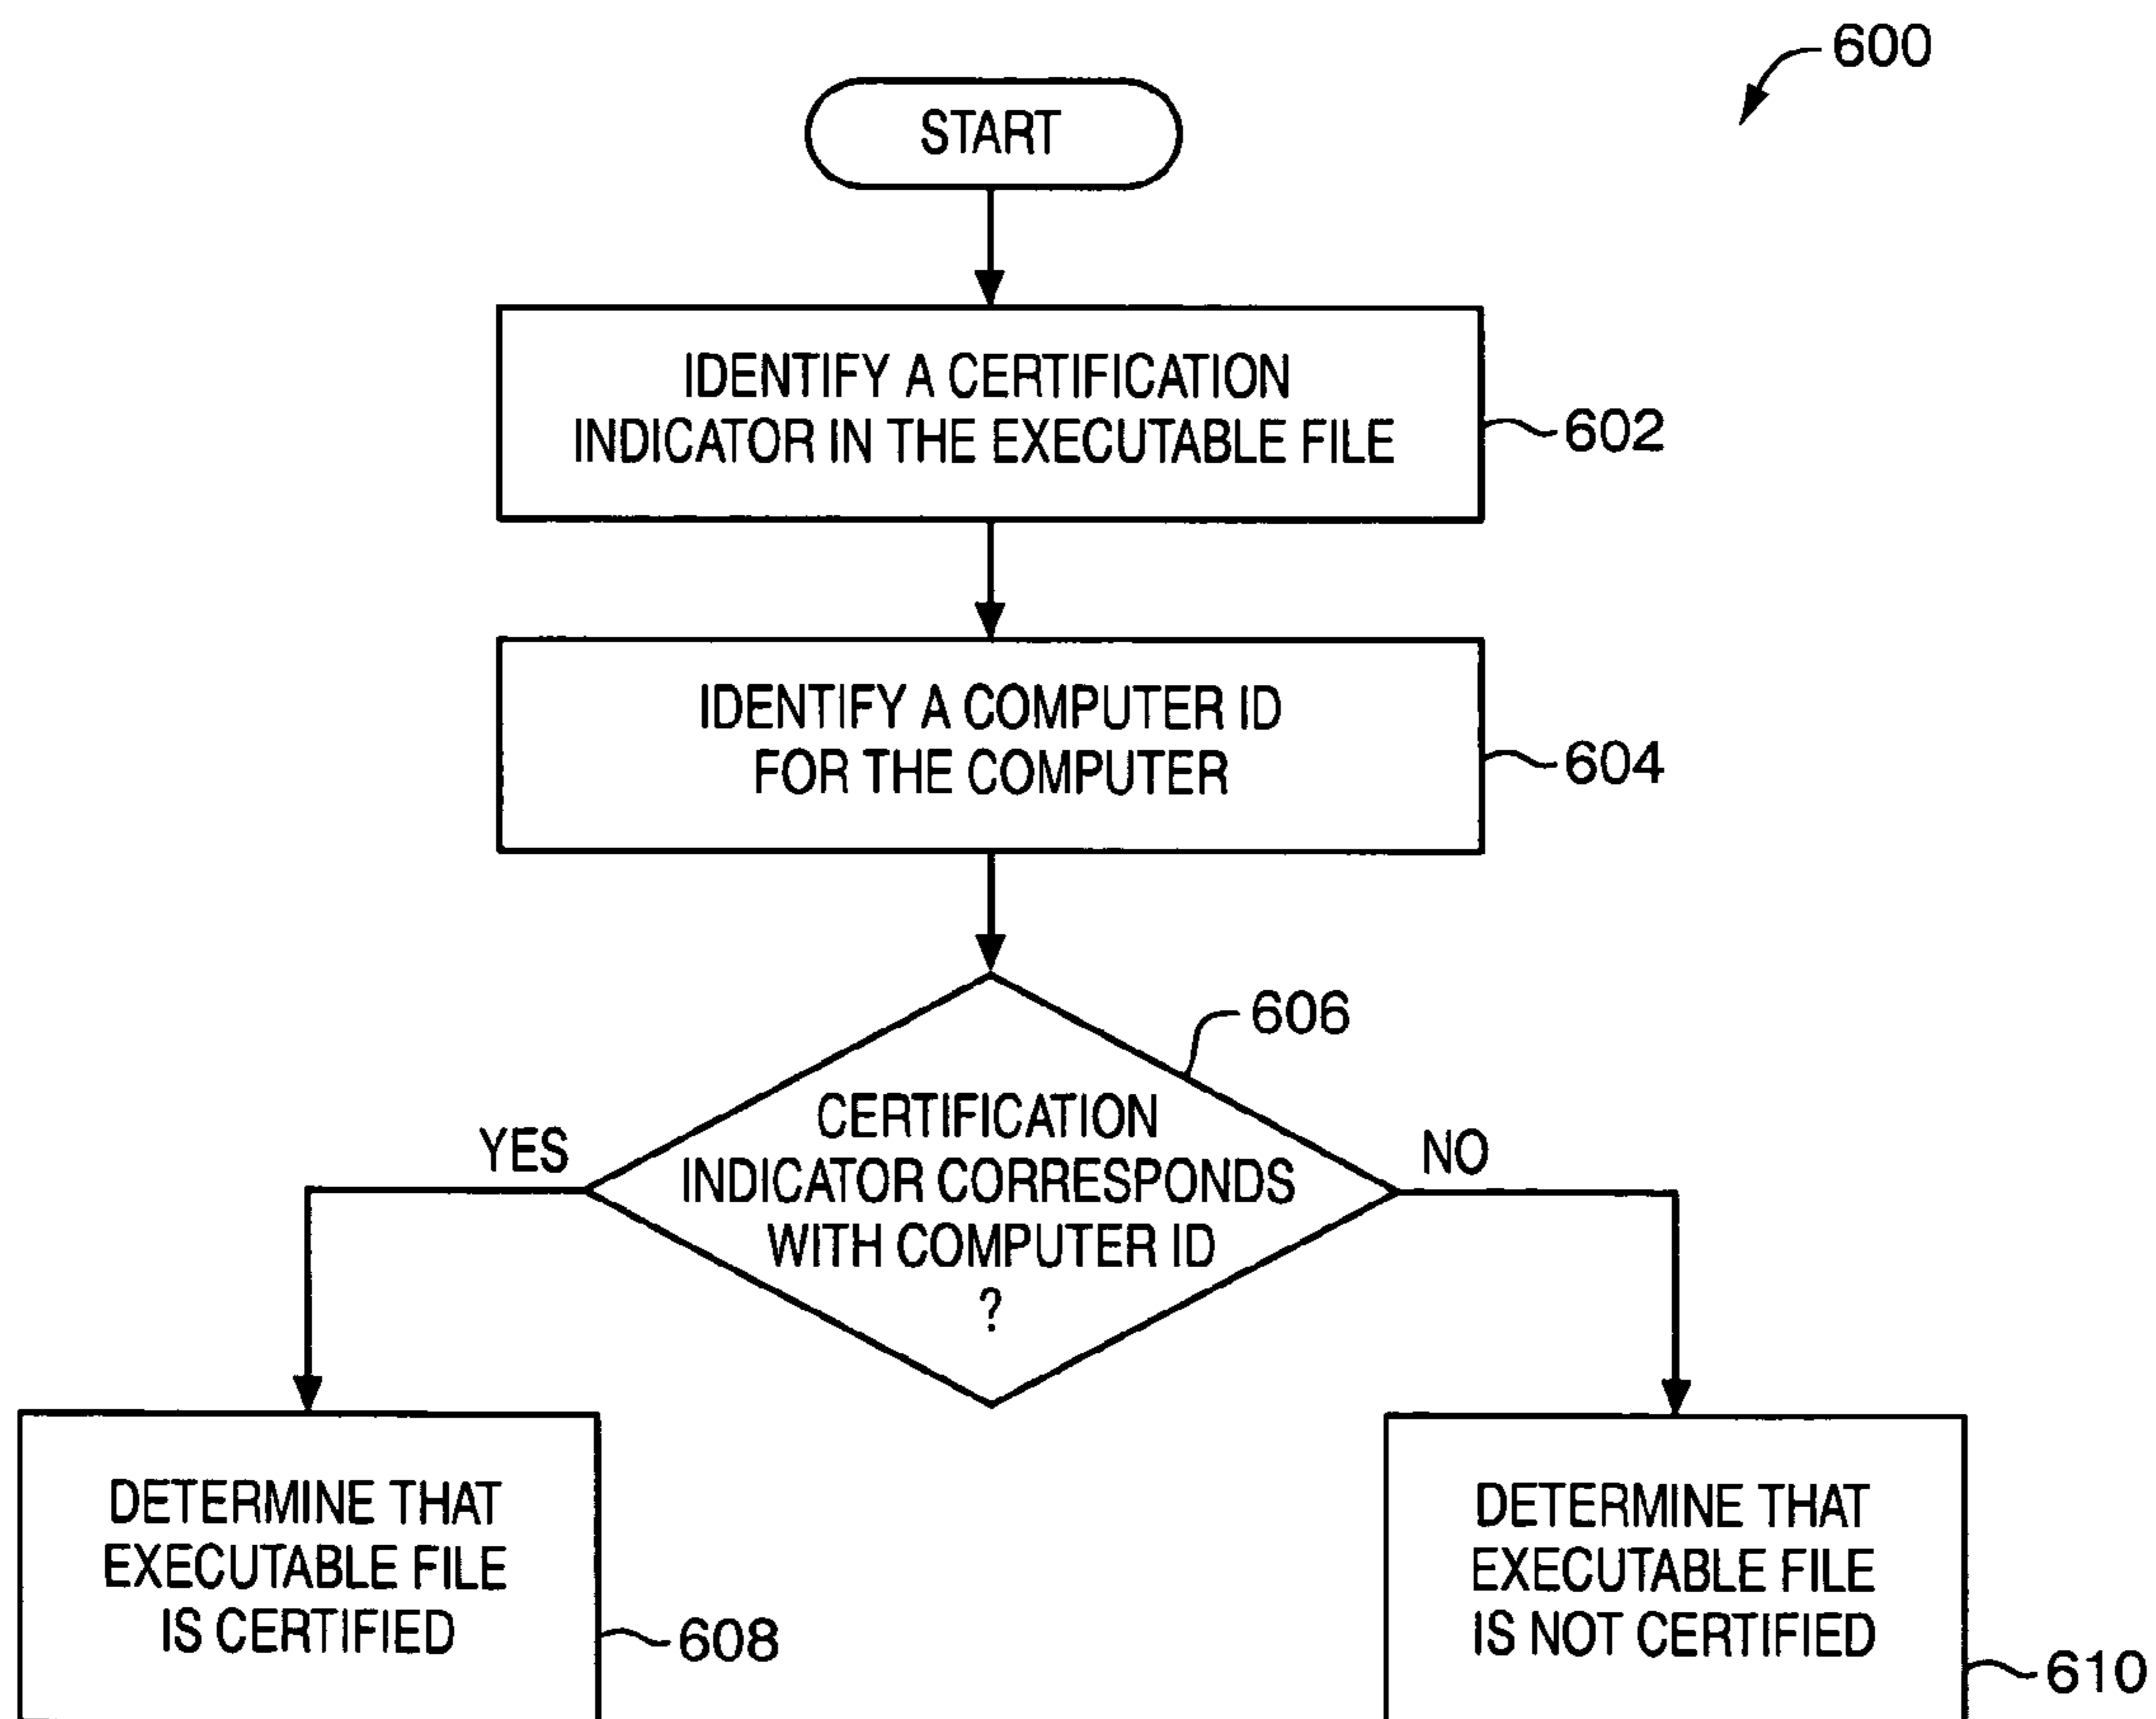 600
START
IDENTIFY A CERTIFICATION
INDICATOR IN THE EXECUTABLE FILE
602
IDENTIFY A COMPUTER ID
FOR THE COMPUTER
604
606
CERTIFICATION
INDICATOR CORRESPONDS
WITH COMPUTER ID
?
YES
NO
DETERMINE THAT
EXECUTABLE FILE
IS CERTIFIED
608
DETERMINE THAT
EXECUTABLE FILE
IS NOT CERTIFIED
610